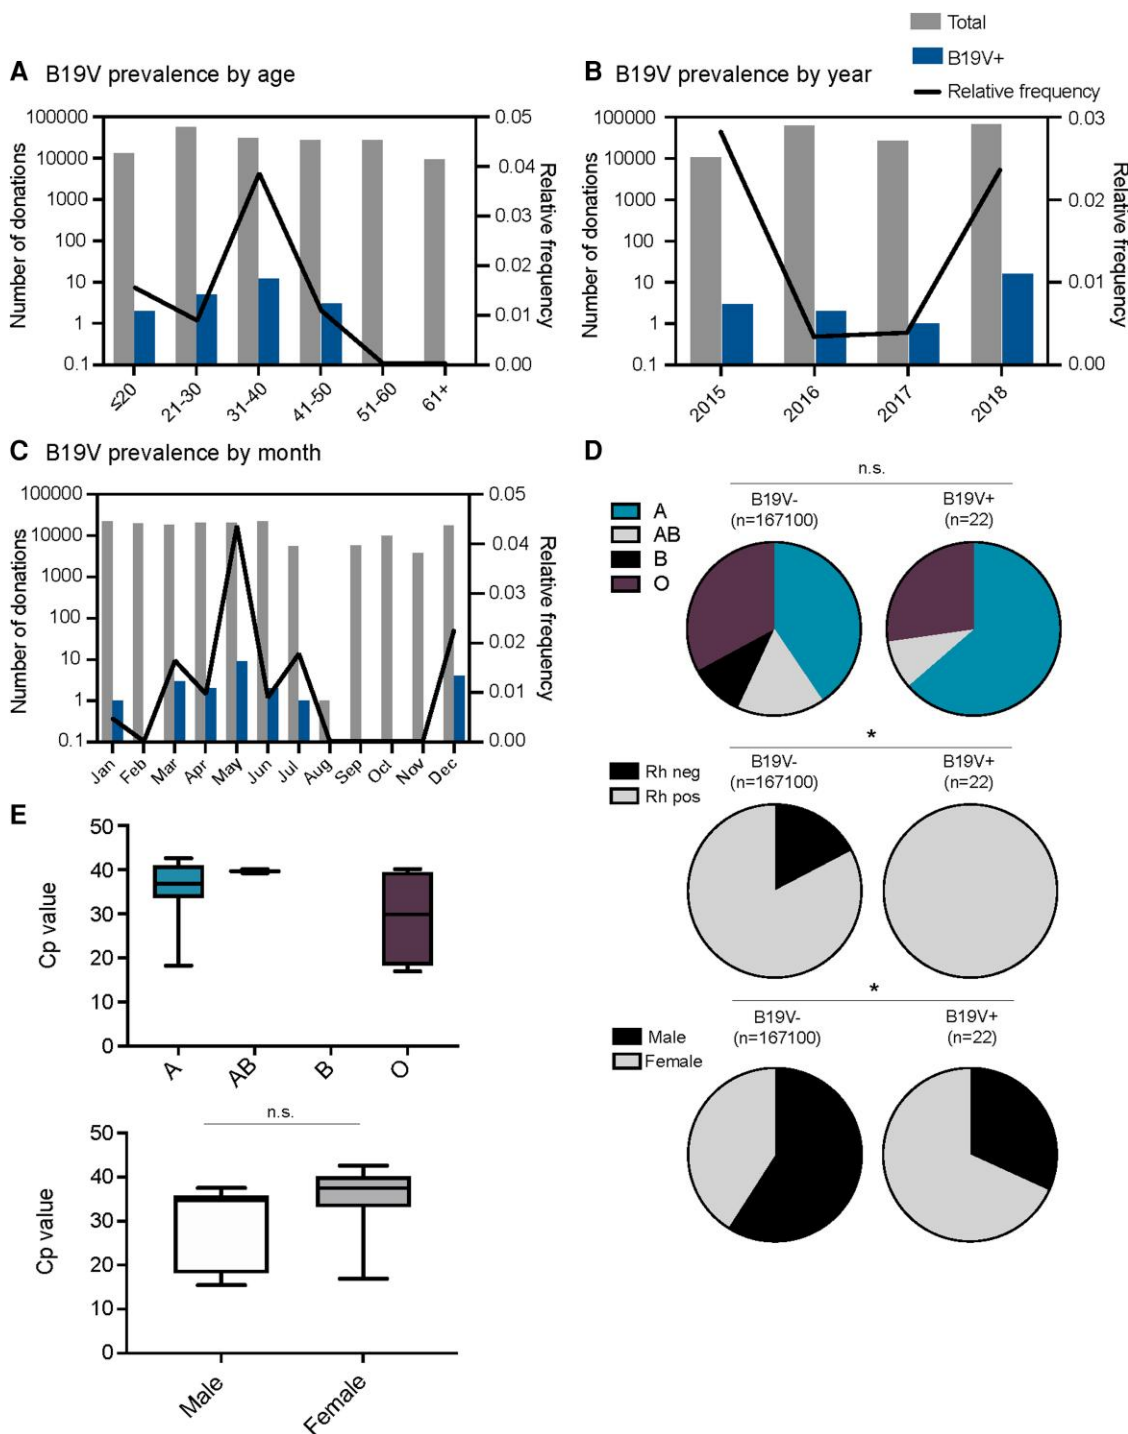 Total
B19V+
Relative frequency
A B19V prevalence by age
Number of donations
100000
10000
1000
100
10
1
0.1
0.05
0.04
0.03
0.02
0.01
0.00
Relative frequency
≤20 21-30 31-40 41-50 51-60 61+
B B19V prevalence by year
Number of donations
100000
10000
1000
100
10
1
0.1
0.03
0.02
0.01
0.00
Relative frequency
2015 2016 2017 2018
C B19V prevalence by month
Number of donations
100000
10000
1000
100
10
1
0.1
0.05
0.04
0.03
0.02
0.01
0.00
Relative frequency
Jan Feb Mar Apr May Jun Jul Aug Sep Oct Nov Dec
D
n.s.
A
AB
B
O
B19V-
(n=167100)
B19V+
(n=22)
*
Rh neg
Rh pos
B19V-
(n=167100)
B19V+
(n=22)
*
Male
Female
B19V-
(n=167100)
B19V+
(n=22)
E
Cp value
50
40
30
20
10
0
A AB B O
n.s.
Cp value
50
40
30
20
10
0
Male Female